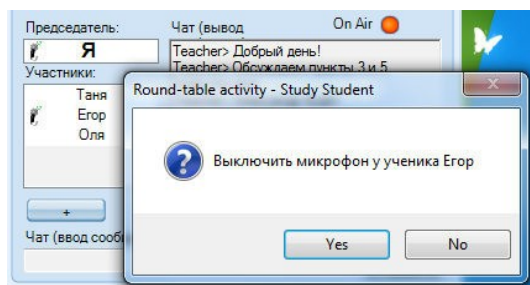 Председатель:
Чат (вывод
On Air
Я
Teacher> Добрый день!
Teacher> Обсуждаем пункты 3 и 5
Участники:
Таня
Егор
Оля
Round-table activity - Study Student
Выключить микрофон у ученика Егор
Yes
No
+
Чат (ввод сооб